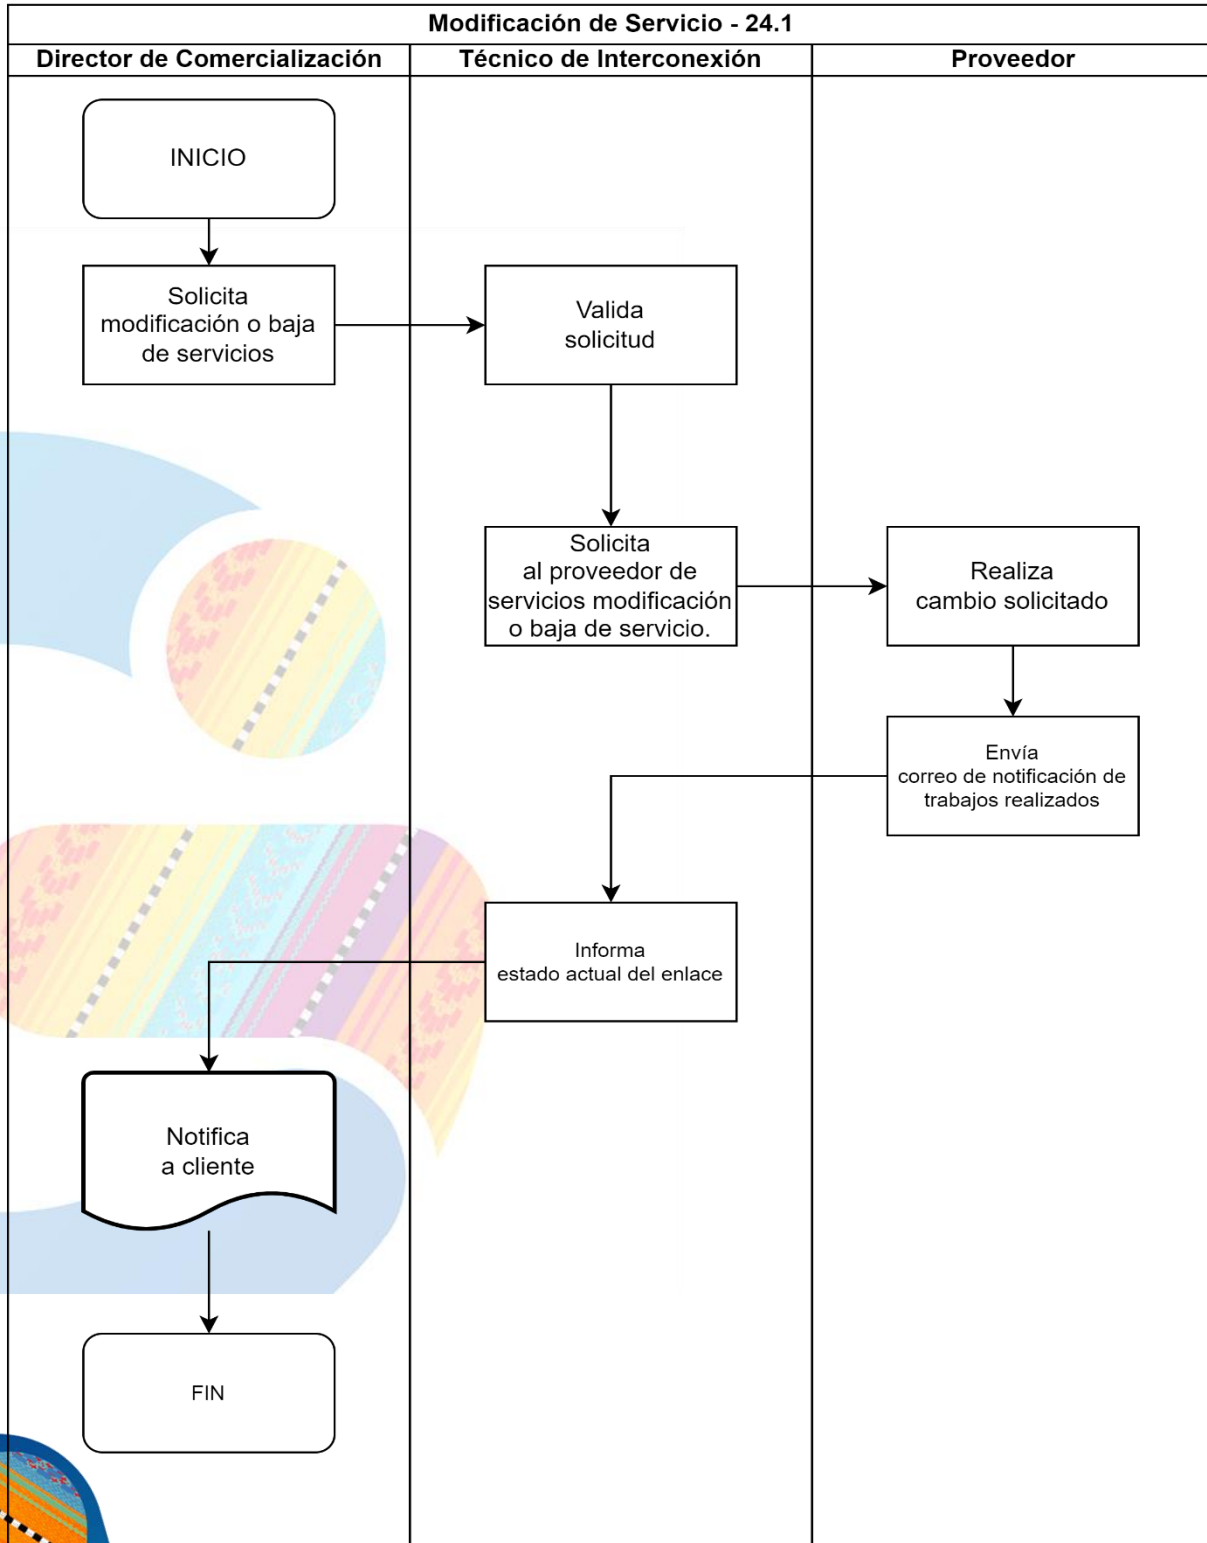 Modificación de Servicio - 24.1
Director de Comercialización
Técnico de Interconexión
Proveedor
INICIO
Solicita
modificación o baja
de servicios
Valida
solicitud
Solicita
al proveedor de
servicios modificación
o baja de servicio.
Realiza
cambio solicitado
Envía
correo de notificación de
trabajos realizados
Informa
estado actual del enlace
Notifica
a cliente
FIN